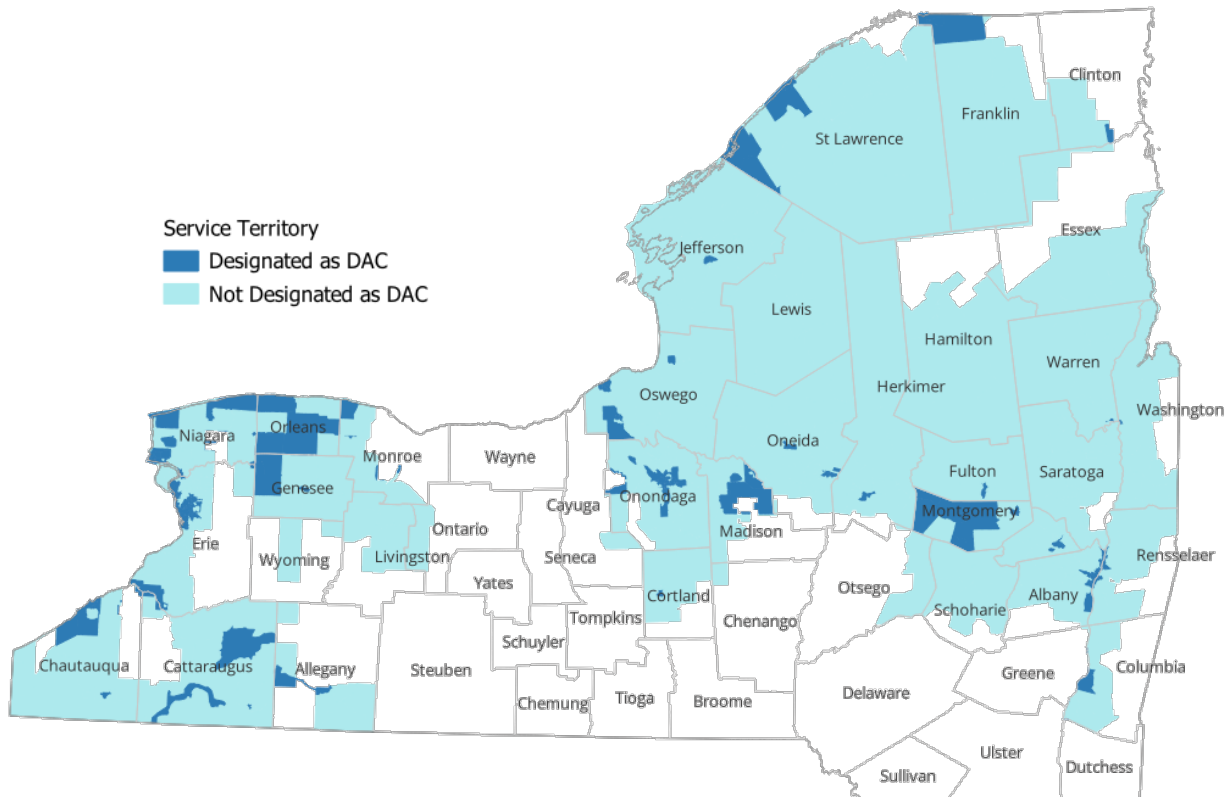 Clinton
Franklin
St Lawrence
Service Territory
Designated as DAC
Not Designated as DAC
Essex
Jefferson
Lewis
Hamilton
Warren
Herkimer
Oswego
Washington
Niagara
Orleans
Oneida
Monroe
Wayne
Fulton
Saratoga
Genesee
Onondaga
Cayuga
Montgomery
Ontario
Madison
Erie
Wyoming
Livingston
Seneca
Rensselaer
Yates
Otsego
Cortland
Albany
Schoharie
Tompkins
Chenango
Schuyler
Chautauqua
Cattaraugus
Allegany
Steuben
Greene
Columbia
Delaware
Chemung
Tioga
Broome
Ulster
Dutchess
Sullivan